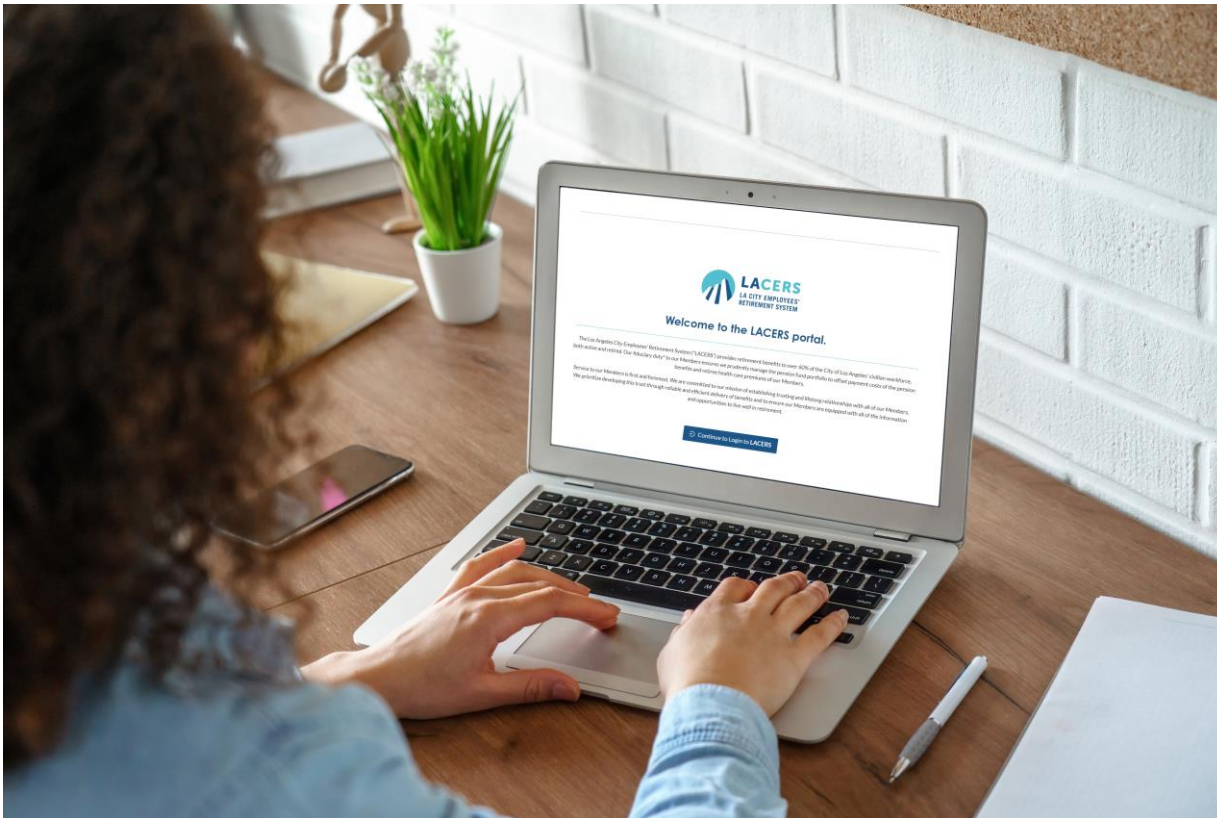 LACERS
LA CITY EMPLOYEES'
RETIREMENT SYSTEM
Welcome to the LACERS portal.
The Los Angeles City Employees' Retirement System ("LACERS") provides retirement benefits to over 60% of the City of Los Angeles' civilian workforce,
both active and retired. Our fiduciary duty* to our Members ensures we prudently manage the pension fund portfolio to offset payment costs of the pension
benefits and retiree health care premiums of our Members.
Service to our Members is first and foremost. We are committed to our mission of establishing trusting and lifelong relationships with all of our Members.
We prioritize developing this trust through reliable and efficient delivery of benefits and to ensure our Members are equipped with all of the information
and opportunities to live well in retirement.
Continue to Login to LACERS